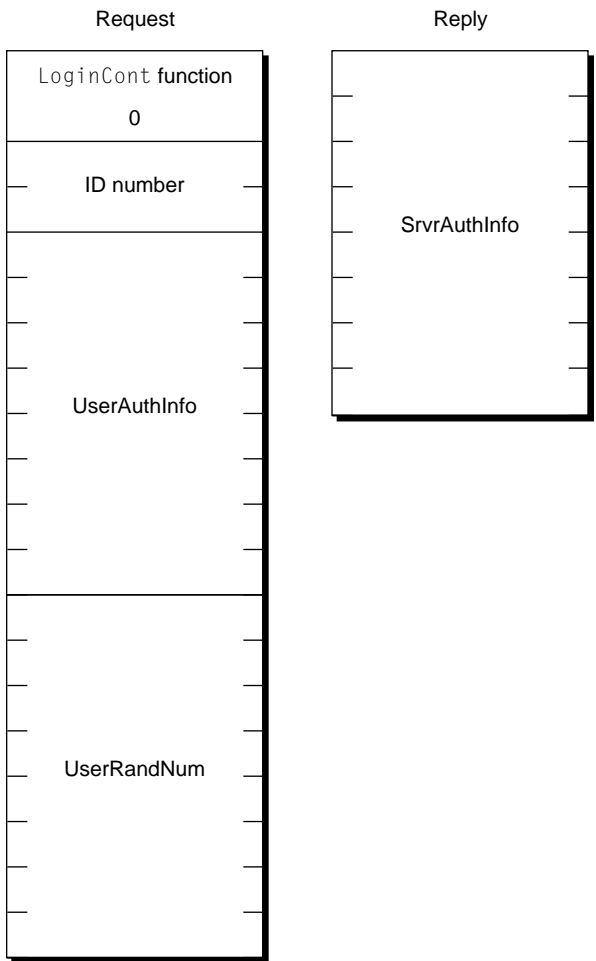 Request
LoginCont function
0
ID number
UserAuthInfo
UserRandNum
Reply
SrvrAuthInfo